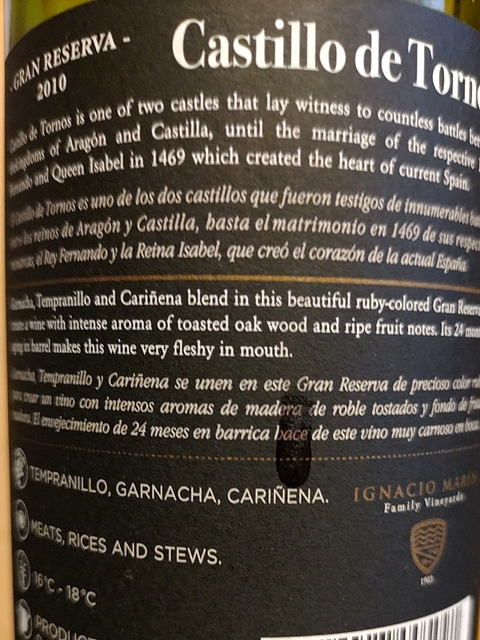 - GRAN RESERVA -
2010
Castillo de
de Tornos is one of two castles that lay witness to countless battles
of Aragón and Castilla, until the marriage of the respective
and Queen Isabel in 1469 which created the heart of current Spain.
de Tornos es uno de los dos castillos que fueron testigos de innumerables
los reinos de Aragón y Castilla, hasta el matrimonio en 1469 de sus
el Rey Fernando y la Reina Isabel, que creó el corazón de la actual España.
Tempranillo and Cariñena blend in this beautiful ruby-colored Gran
a wine with intense aroma of toasted oak wood and ripe fruit notes. Its 24
in barrel makes this wine very fleshy in mouth.
Tempranillo y Cariñena se unen en este Gran Reserva de precioso color
crear un vino con intensos aromas de madera de roble tostados y fondo de
El envejecimiento de 24 meses en barrica hace de este vino muy carnoso en boca.
TEMPRANILLO, GARNACHA, CARIÑENA.
IGNACIO MARÍN
Family Vineyards
MEATS, RICES AND STEWS.
1903
16°C - 18°C